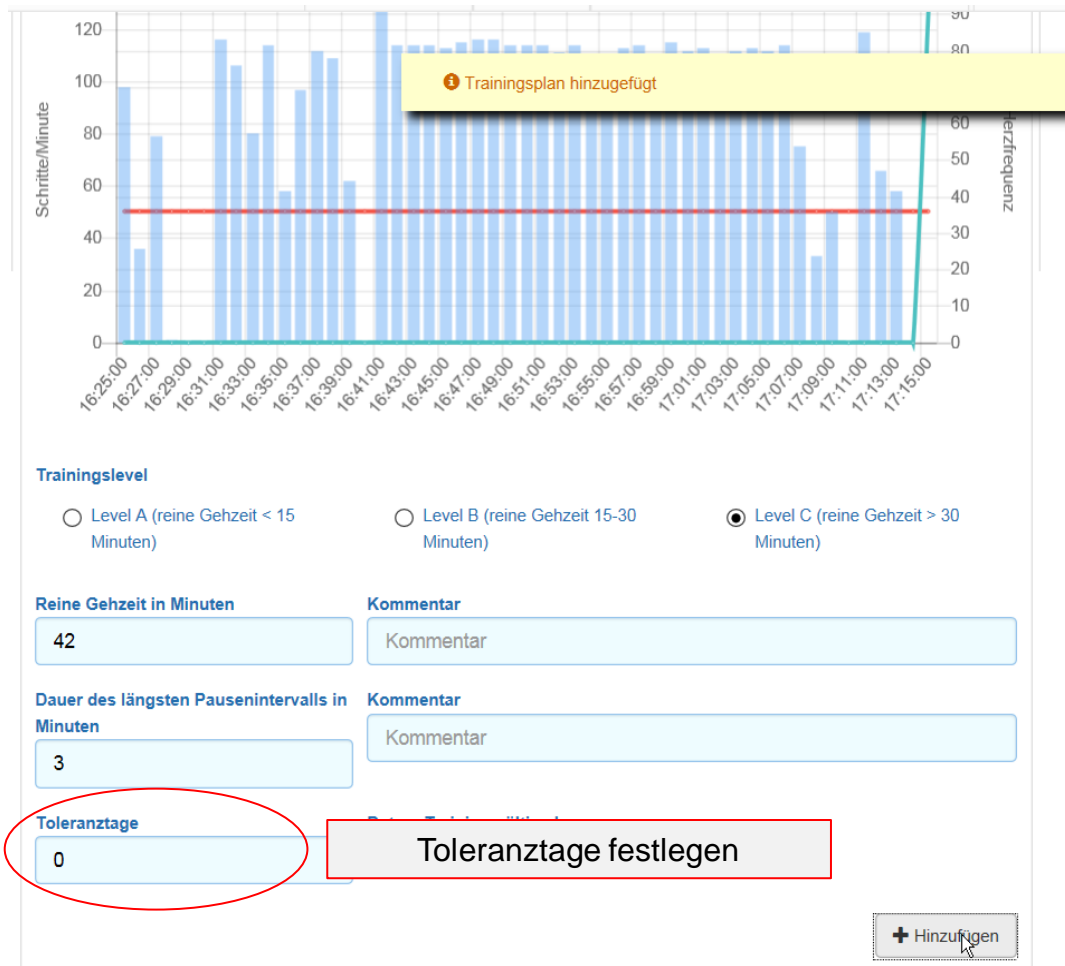 120
100
80
60
40
20
0
Schritte/Minute
90
80
60
50
40
30
20
10
0
Herzfrequenz
Trainingsplan hinzugefügt
16:25:00
16:27:00
16:29:00
16:31:00
16:33:00
16:35:00
16:37:00
16:39:00
16:41:00
16:43:00
16:45:00
16:47:00
16:49:00
16:51:00
16:53:00
16:55:00
16:57:00
16:59:00
17:01:00
17:03:00
17:05:00
17:07:00
17:09:00
17:11:00
17:13:00
17:15:00
Trainingslevel
Level A (reine Gehzeit < 15
Minuten)
Level B (reine Gehzeit 15-30
Minuten)
Level C (reine Gehzeit > 30
Minuten)
Reine Gehzeit in Minuten
Kommentar
42
Kommentar
Dauer des längsten Pausenintervalls in
Minuten
Kommentar
3
Kommentar
Toleranztage
0
Toleranztage festlegen
Hinzufügen